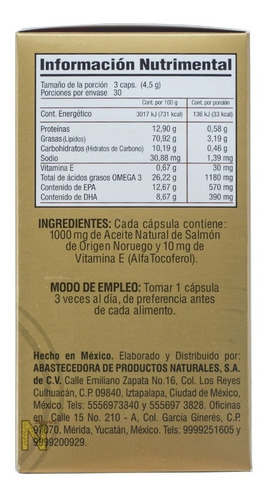 Información Nutrimental
Tamaño de la porción 3 caps. (4,5 g)
Porciones por envase 30
Cont. por 100 g Cont. por porción
Cont. Energético 3017 kJ (731 kcal) 136 kJ (33 kcal)
Proteínas 12,90 g 0,58 g
Grasas (Lípidos) 70,92 g 3,19 g
Carbohidratos (Hidratos de Carbono) 10,19 g 0,46 g
Sodio 30,88 mg 1,39 mg
Vitamina E 0,67 g 30 mg
Total de ácidos grasos OMEGA 3 26,22 g 1180 mg
Contenido de EPA 12,67 g 570 mg
Contenido de DHA 8,67 g 390 mg
INGREDIENTES: Cada cápsula contiene:
1000 mg de Aceite Natural de Salmón
de Origen Noruego y 10 mg de
Vitamina E (AlfaTocoferol).
MODO DE EMPLEO: Tomar 1 cápsula
3 veces al día, de preferencia antes
de cada alimento.
Hecho en México. Elaborado y Distribuido por:
ABASTECEDORA DE PRODUCTOS NATURALES, S.A.
de C.V. Calle Emiliano Zapata No.16, Col. Los Reyes
Culhuacán, C.P. 09840, Iztapalapa, Ciudad de México,
México. Tels: 5556973840 y 555697 3828. Oficinas
en Calle 15 No. 210 - A, Col. García Ginerés, C.P.
97070, Mérida, Yucatán, México. Tels: 9999251605 y
9999200929.
N